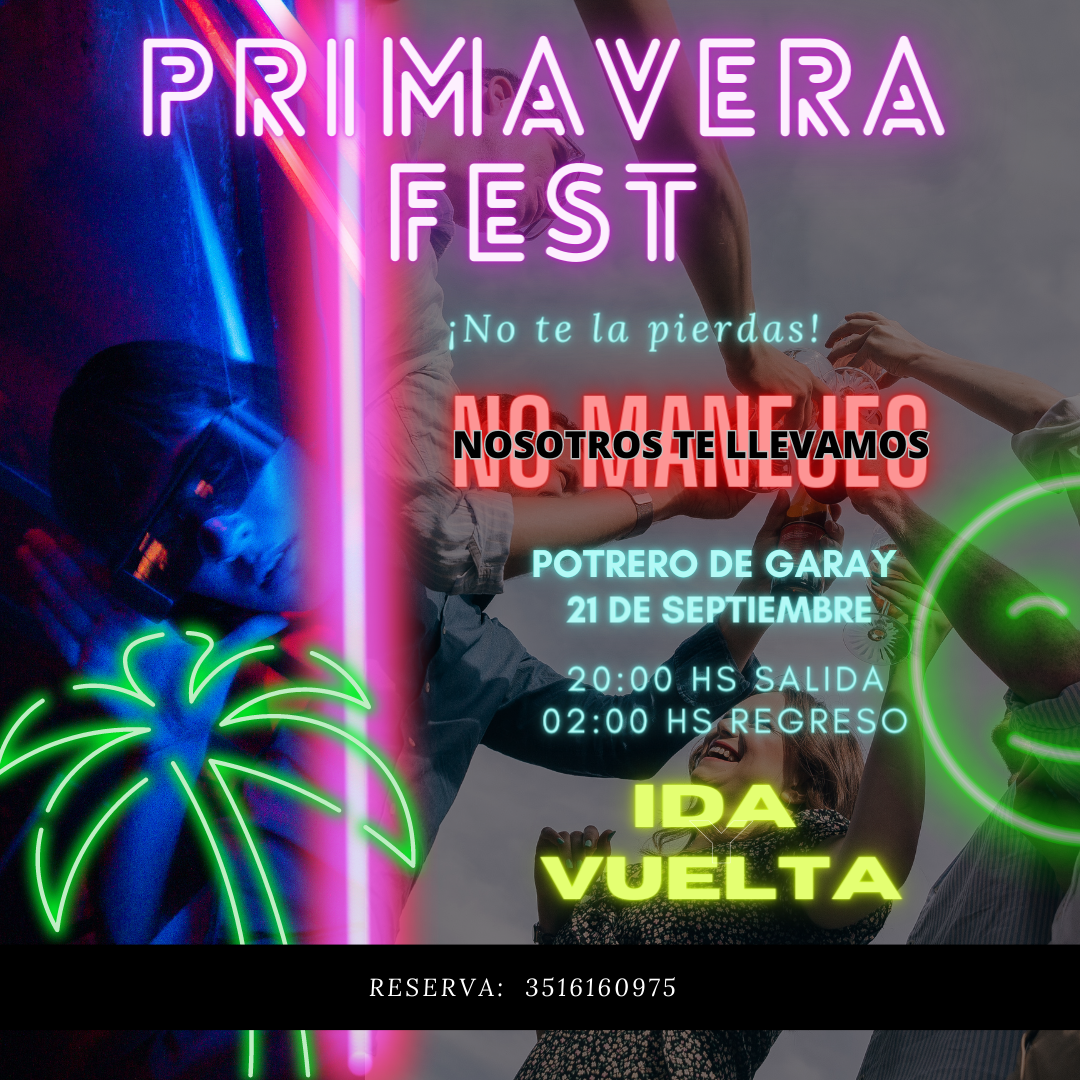 PRIMAVERA
FEST
¡No te la pierdas!
NO MANEJES
NOSOTROS TE LLEVAMOS
POTRERO DE GARAY
21 DE SEPTIEMBRE
20:00 HS SALIDA
02:00 HS REGRESO
IDA
VUELTA
RESERVA: 3516160975